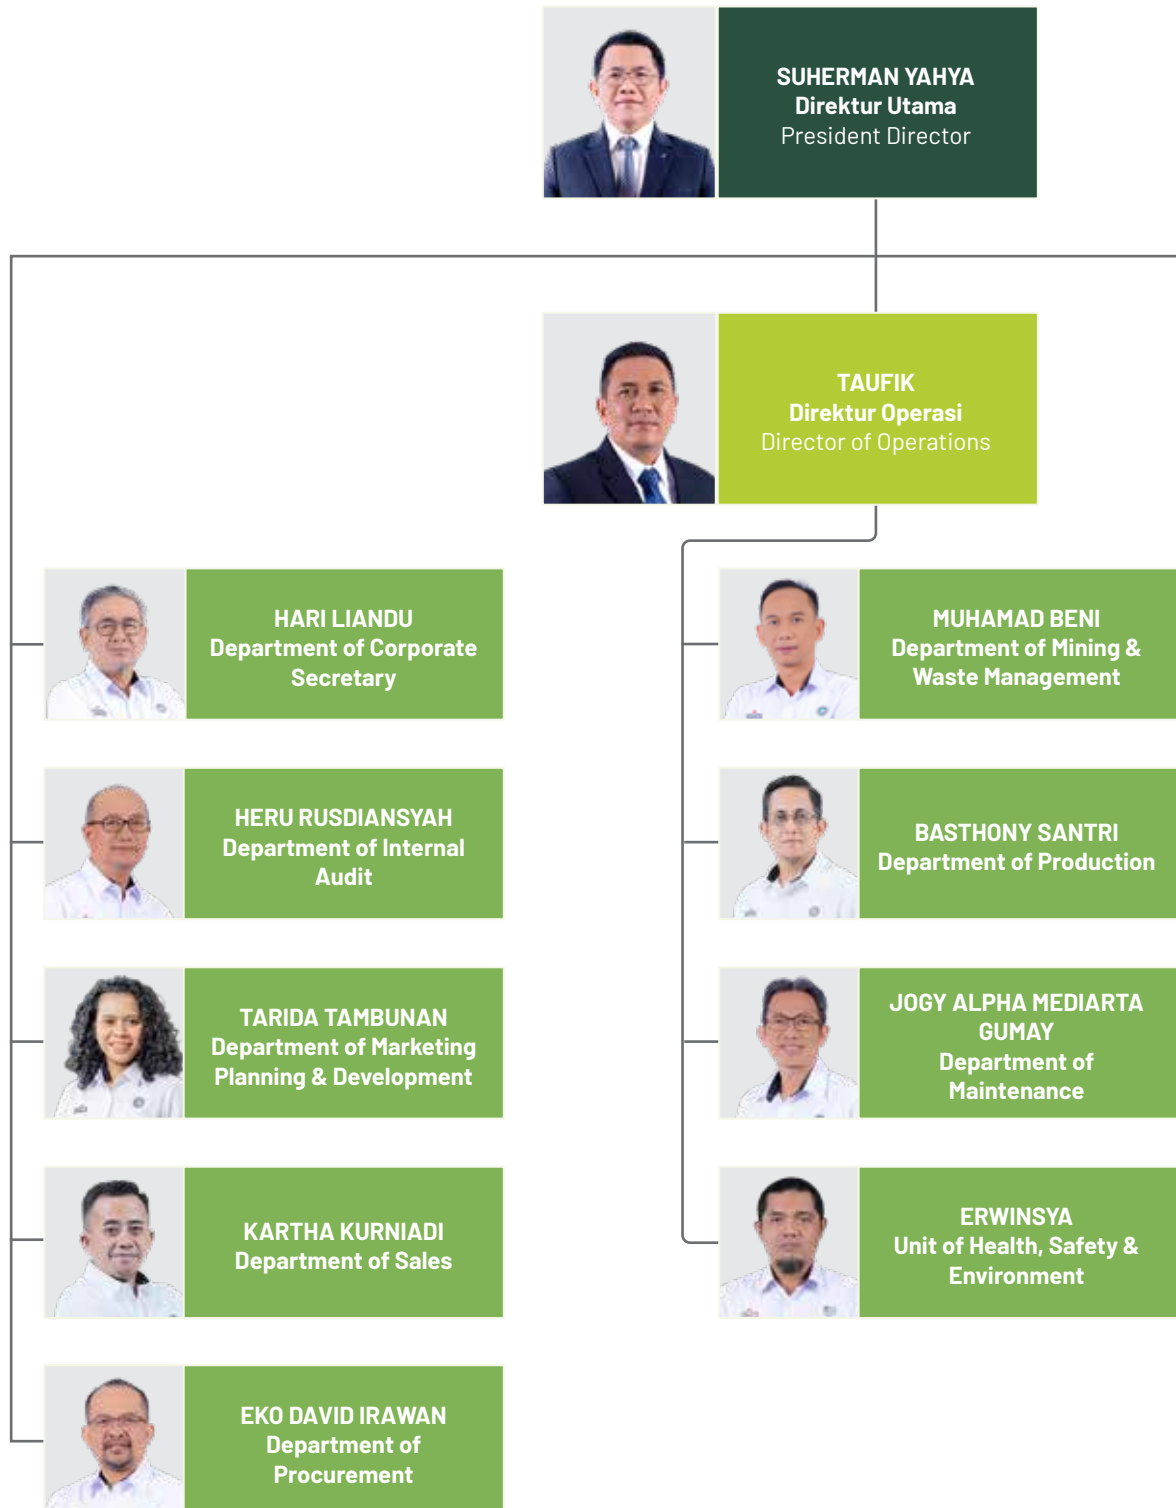 SUHERMAN YAHYA
Direktur Utama
President Director
TAUFIK
Direktur Operasi
Director of Operations
HARI LIANDU
Department of Corporate
Secretary
MUHAMAD BENI
Department of Mining &
Waste Management
HERU RUSDIANSYAH
Department of Internal
Audit
BASTHONY SANTRI
Department of Production
TARIDA TAMBUNAN
Department of Marketing
Planning & Development
JOGY ALPHA MEDIARTA
GUMAY
Department of
Maintenance
KARTHA KURNIADI
Department of Sales
ERWINSYA
Unit of Health, Safety &
Environment
EKO DAVID IRAWAN
Department of
Procurement